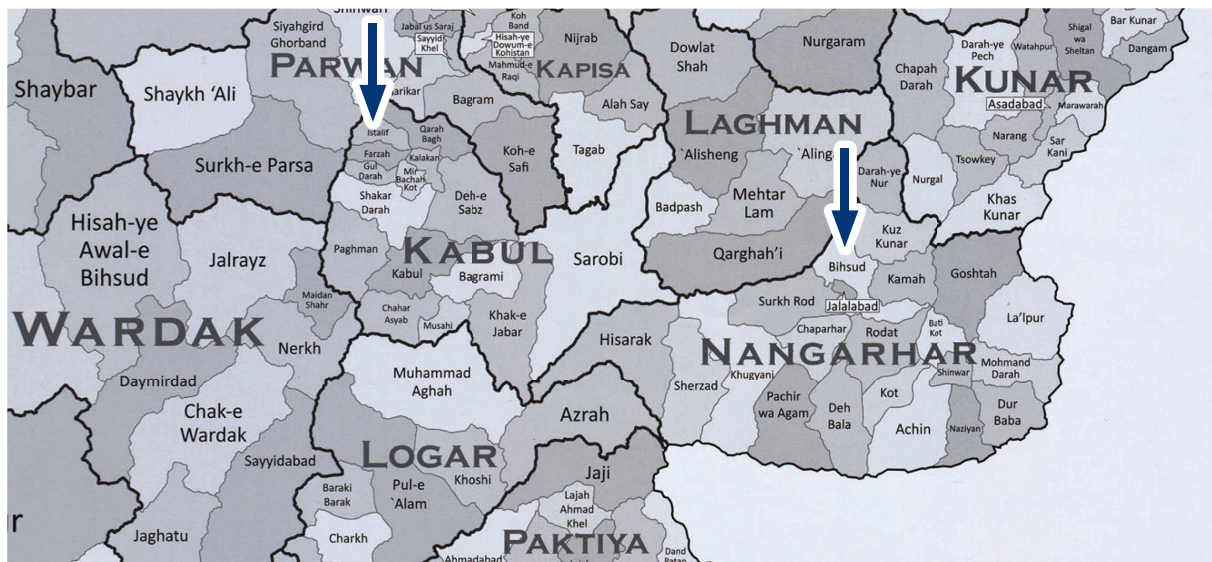 Shinwari
Siyahgird
Ghorband
PARWAN
Jabal us Saraj
Sayyid
Khel
Koh
Band
Hisah-ye
Dowum-e
Kohistan
Mahmud-e
Raqi
Nijrab
KAPISA
Dowlat
Shah
Nurgaram
Chapah
Darah
Darah-ye
Pech
Watahpur
Shigal
wa
Sheltan
Bar Kunar
Dangam
KUNAR
Asadabad
Marawarah
Shaybar
Shaykh ‘Ali
arikar
Bagram
Alah Say
LAGHMAN
Narang
Sar
Kani
Surkh-e Parsa
Istalif
Qarah
Bagh
Farzah
Kalakan
Gul
Darah
Mir
Bachah
Kot
Koh-e
Safi
Tagab
`Alisheng
`Alinga
Darah-ye
Nur
Nurgal
Tsowkey
Khas
Kunar
Hisah-ye
Awal-e
Bihsud
Jalrayz
Shakar
Darah
Deh-e
Sabz
Badpash
Mehtar
Lam
Paghman
KABUL
Kabul
Bagrami
Sarobi
Qarghah’i
Kuz
Kunar
Bihsud
Kamah
Goshtah
Maidan
Shahr
Chahar
Asyab
Musahi
Khak-e
Jabar
Surkh Rod
Jalalabad
La’lpur
WARDAK
Nerkh
Hisarak
Chaparhar
Rodat
Bati
Kot
NANGARHAR
Shinwar
Mohmand
Darah
Daymirdad
Muhammad
Aghah
Sherzad
Khugyani
Pachir
wa Agam
Deh
Bala
Kot
Achin
Naziyan
Dur
Baba
Chak-e
Wardak
Azrah
LOGAR
Sayyidabad
Khoshi
Jaji
Baraki
Barak
Pul-e
`Alam
Lajah
Ahmad
Khel
r
Jaghatu
Charkh
PAKTIYA
Ahmadabad
Dand
Patan